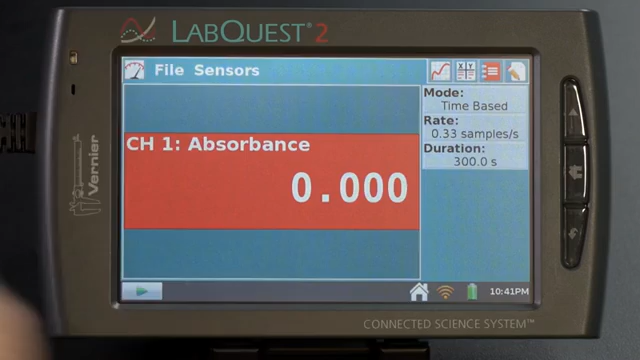 LABQUEST® 2
File Sensors
X Y
Mode:
Time Based
Rate:
0.33 samples/s
Duration:
300.0 s
CH 1: Absorbance
0.000
Vernier
10:41PM
CONNECTED SCIENCE SYSTEM™